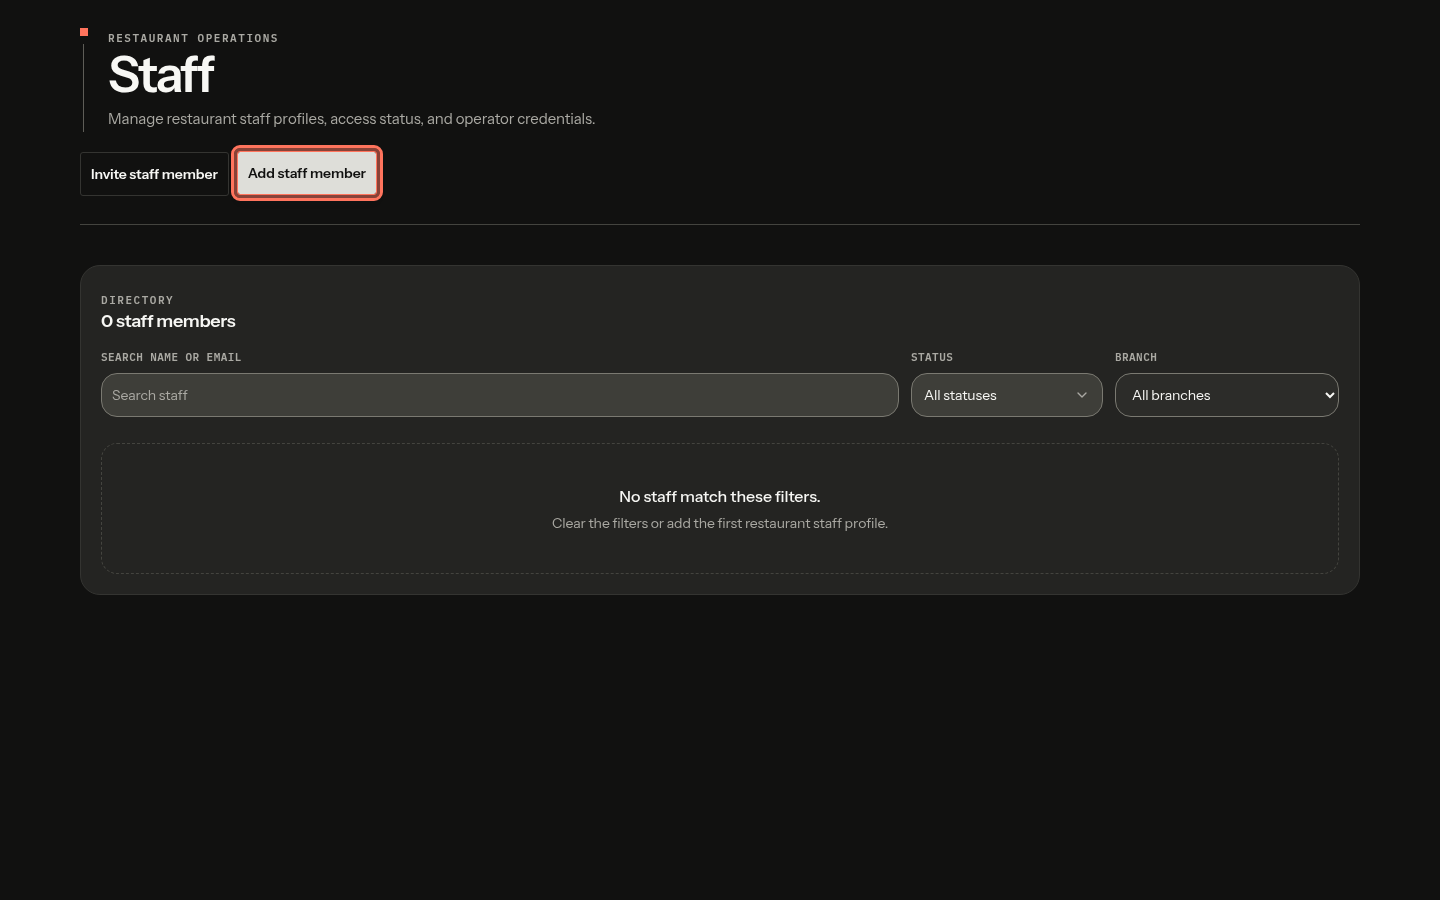 RESTAURANT OPERATIONS
Staff
Manage restaurant staff profiles, access status, and operator credentials.
Invite staff member
Add staff member
DIRECTORY
0 staff members
SEARCH NAME OR EMAIL
STATUS
BRANCH
Search staff
All statuses
All branches
No staff match these filters.
Clear the filters or add the first restaurant staff profile.